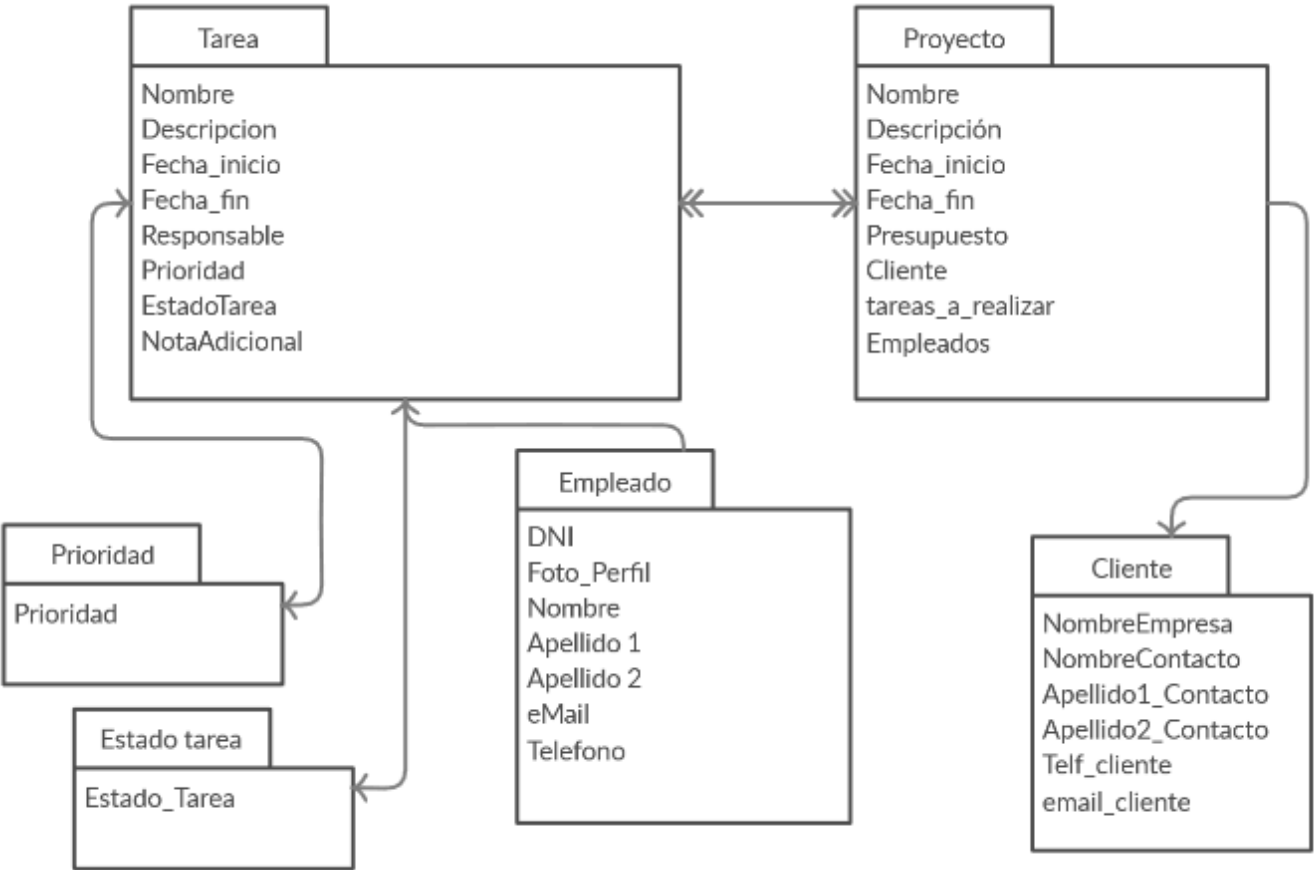 Tarea
Nombre
Descripcion
Fecha_inicio
Fecha_fin
Responsable
Prioridad
EstadoTarea
NotaAdicional
Proyecto
Nombre
Descripción
Fecha_inicio
Fecha_fin
Presupuesto
Cliente
tareas_a_realizar
Empleados
Prioridad
Prioridad
Estado tarea
Estado_Tarea
Empleado
DNI
Foto_Perfil
Nombre
Apellido 1
Apellido 2
eMail
Telefono
Cliente
NombreEmpresa
NombreContacto
Apellido1_Contacto
Apellido2_Contacto
Telf_cliente
email_cliente